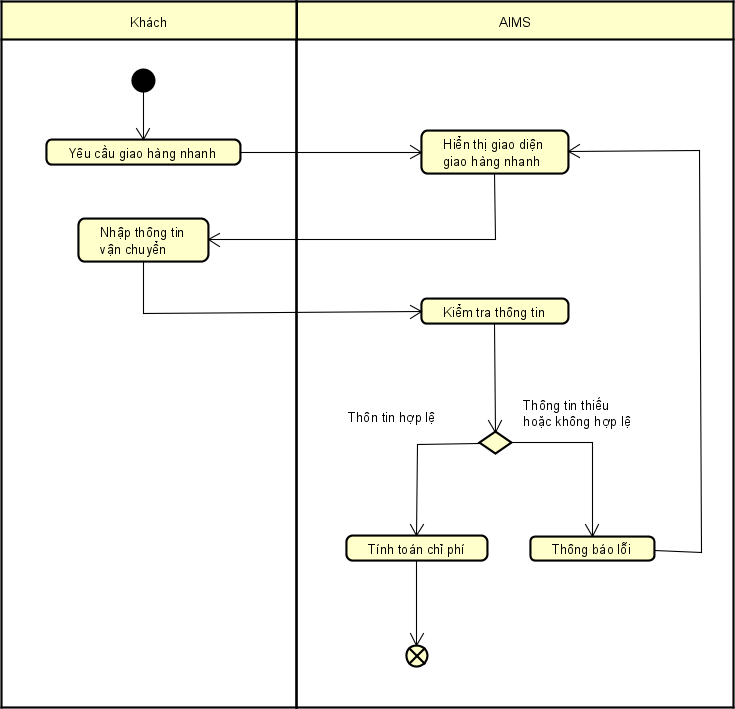 Khách
AIMS
Yêu cầu giao hàng nhanh
Hiển thị giao diện
giao hàng nhanh
Nhập thông tin
vận chuyển
Kiểm tra thông tin
Thôn tin hợp lệ
Thông tin thiếu
hoặc không hợp lệ
Tính toán chi phí
Thông báo lỗi